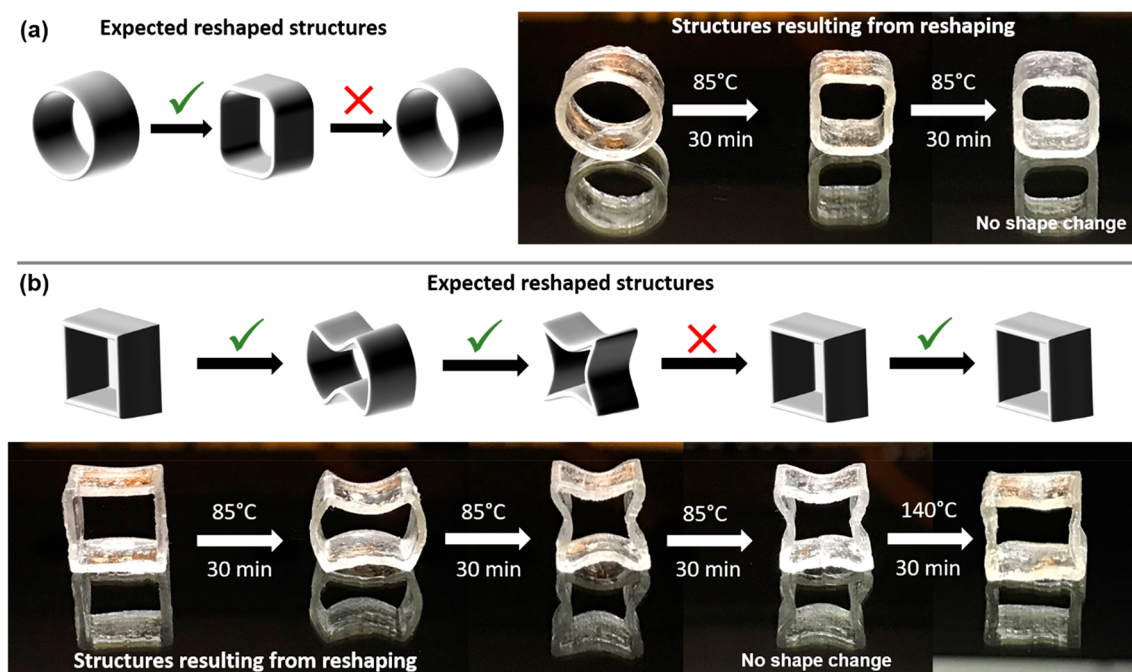 (a)
Expected reshaped structures
Structures resulting from reshaping
85°C
30 min
85°C
30 min
No shape change
(b)
Expected reshaped structures
85°C
30 min
85°C
30 min
85°C
30 min
140°C
30 min
Structures resulting from reshaping
No shape change